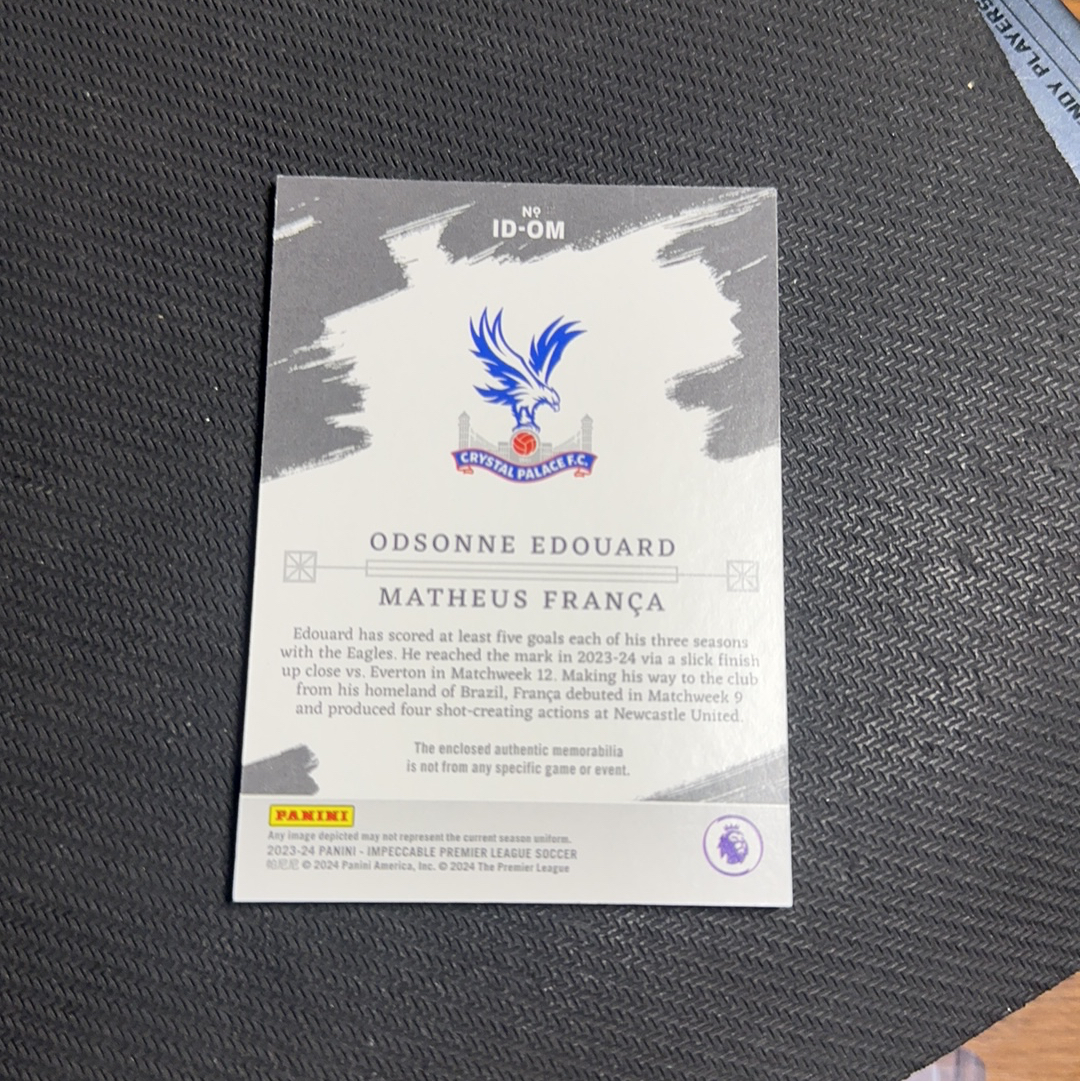 NDY PLAYERS
Nº
ID-OM
CRYSTAL PALACE F.C.
ODSONNE EDOUARD
MATHEUS FRANÇA
Edouard has scored at least five goals each of his three seasons
with the Eagles. He reached the mark in 2023-24 via a slick finish
up close vs. Everton in Matchweek 12. Making his way to the club
from his homeland of Brazil, França debuted in Matchweek 9
and produced four shot-creating actions at Newcastle United.
The enclosed authentic memorabilia
is not from any specific game or event.
PANINI
Any image depicted may not represent the current season uniform.
2023-24 PANINI - IMPECCABLE PREMIER LEAGUE SOCCER
帕尼尼 © 2024 Panini America, Inc. © 2024 The Premier League